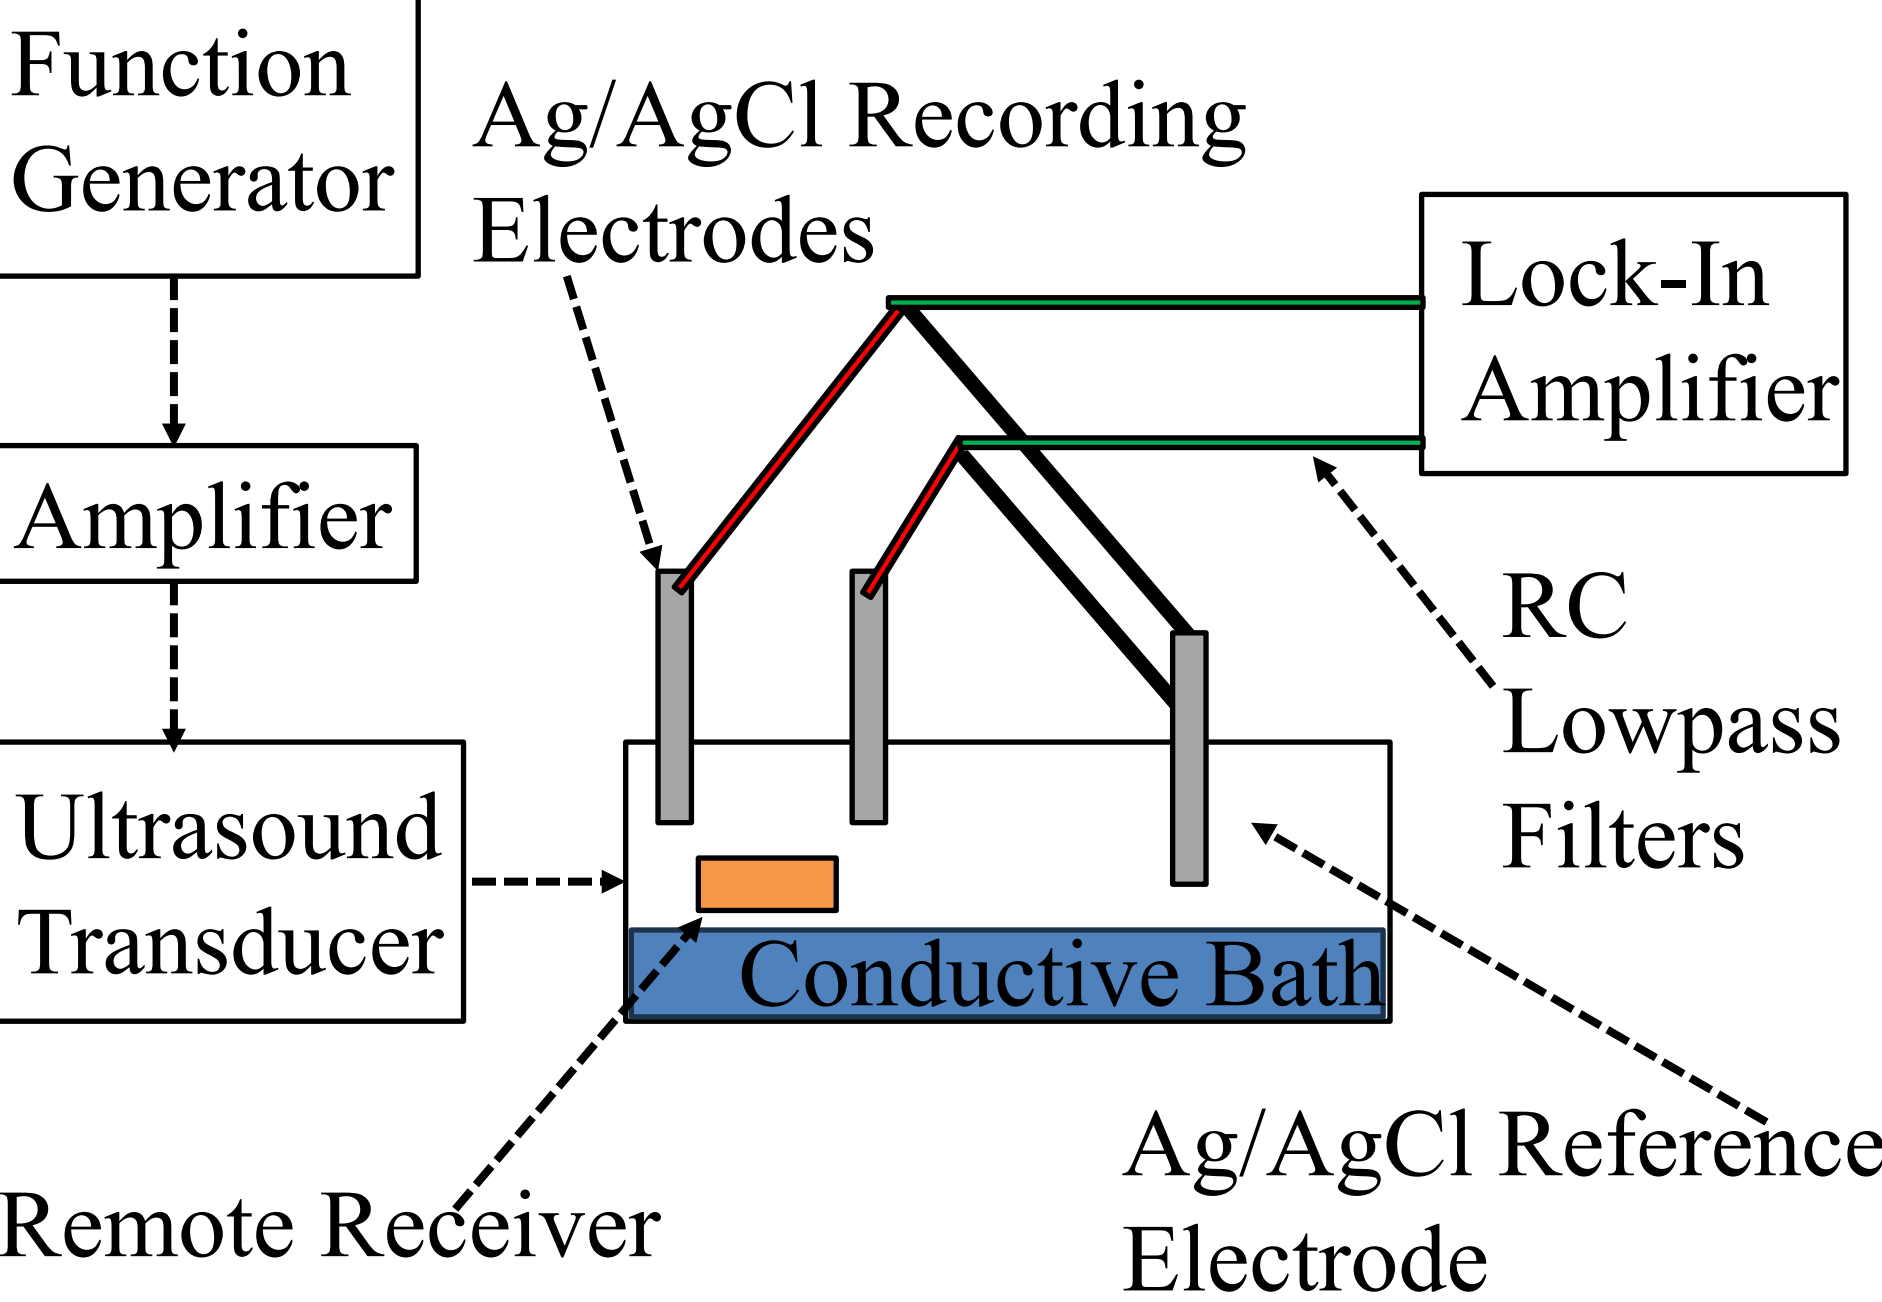 Function
Generator
Ag/AgCl Recording
Electrodes
Lock-In
Amplifier
Amplifier
RC
Lowpass
Filters
Ultrasound
Transducer
Conductive Bath
Remote Receiver
Ag/AgCl Reference
Electrode